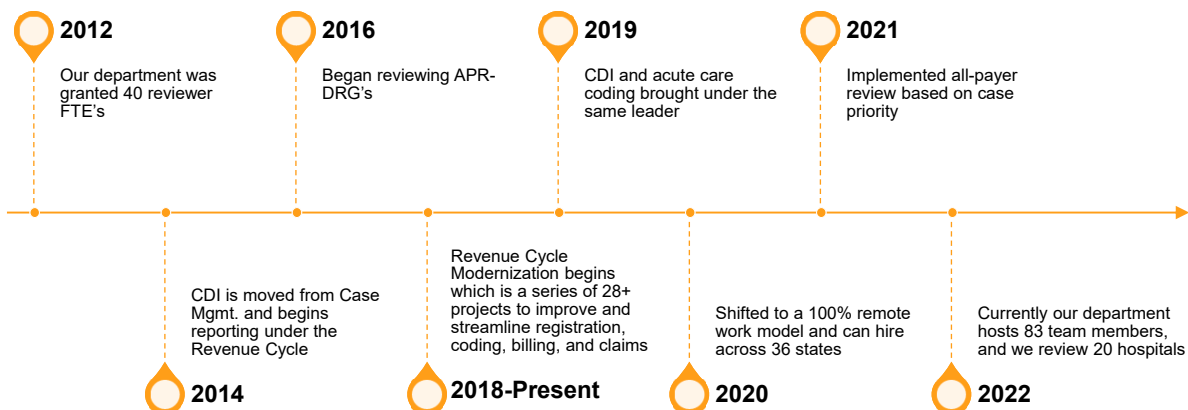 2012
Our department was
granted 40 reviewer
FTE's
2016
Began reviewing APR-
DRG's
2019
CDI and acute care
coding brought under the
same leader
2021
Implemented all-payer
review based on case
priority
CDI is moved from Case
Mgmt. and begins
reporting under the
Revenue Cycle
2014
Revenue Cycle
Modernization begins
which is a series of 28+
projects to improve and
streamline registration,
coding, billing, and claims
2018-Present
Shifted to a 100% remote
work model and can hire
across 36 states
2020
Currently our department
hosts 83 team members,
and we review 20 hospitals
2022